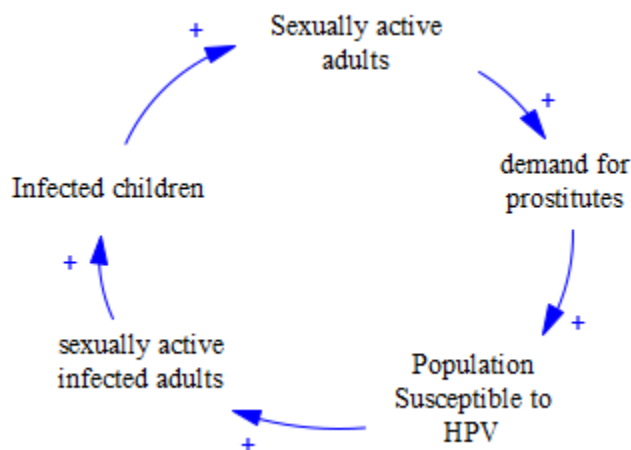 Sexually active
adults
+
+
demand for
prostitutes
Infected children
+
+
sexually active
infected adults
Population
Susceptible to
HPV
+